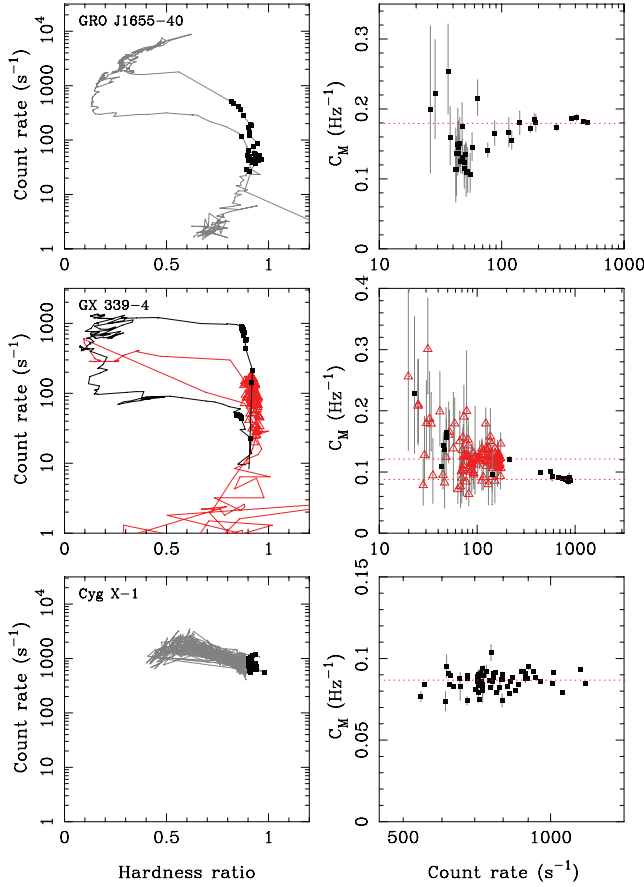 GRO J1655−40
Count rate (s⁻¹)
10⁴
1000
100
10
1
0 0.5 1
C_M (Hz⁻¹)
0.3
0.2
0.1
0
10 100 1000
GX 339−4
Count rate (s⁻¹)
1000
100
10
1
0 0.5 1
C_M (Hz⁻¹)
0.4
0.3
0.2
0.1
0
10 100 1000
Cyg X−1
Count rate (s⁻¹)
10⁴
1000
100
10
1
0 0.5 1
Hardness ratio
C_M (Hz⁻¹)
0.15
0.1
0.05
0
500 1000
Count rate (s⁻¹)